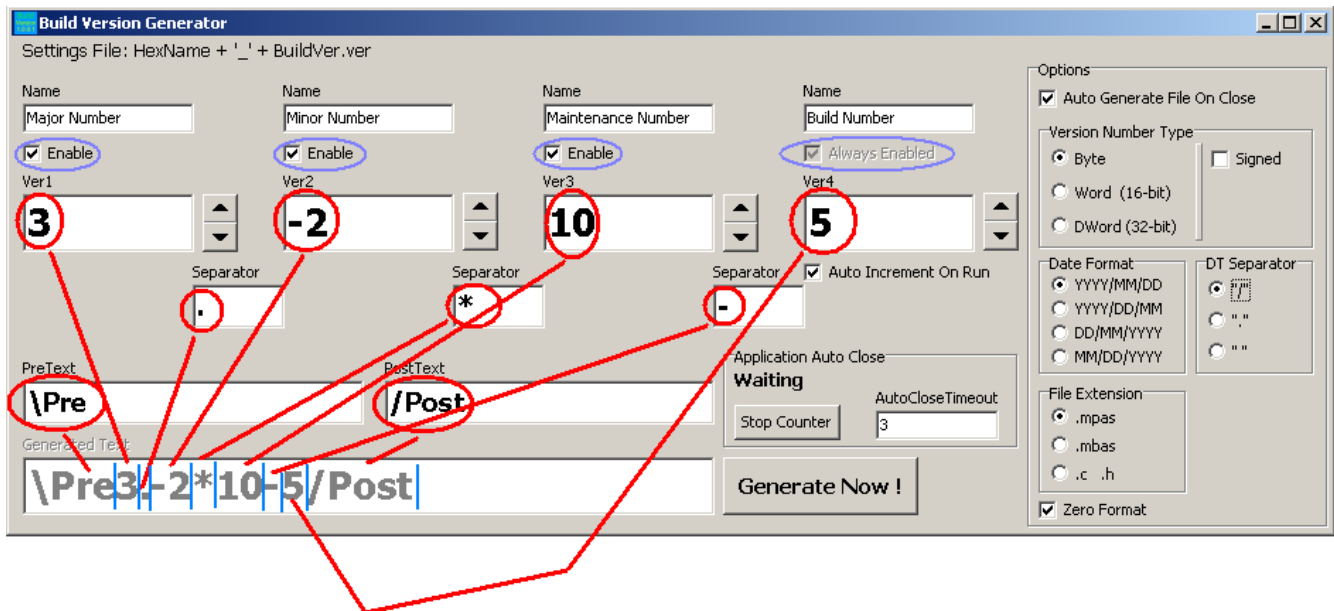 Build Version Generator
Settings File: HexName + '_' + BuildVer.ver
Name Name Name Name
Major Number Minor Number Maintenance Number Build Number
Enable Enable Enable Always Enabled
Ver1 Ver2 Ver3 Ver4
3 -2 10 5
Separator Separator Separator Auto Increment On Run
. * -
PreText PostText
\Pre /Post
Generated Text
\Pre3.-2*10-5/Post
Application Auto Close
Waiting
AutoCloseTimeout
Stop Counter 3
Generate Now !
Options
Auto Generate File On Close
Version Number Type
Byte Signed
Word (16-bit)
DWord (32-bit)
Date Format DT Separator
YYYY/MM/DD "/"
YYYY/DD/MM "."
DD/MM/YYYY " "
MM/DD/YYYY
File Extension
.mpas
.mbas
.c .h
Zero Format